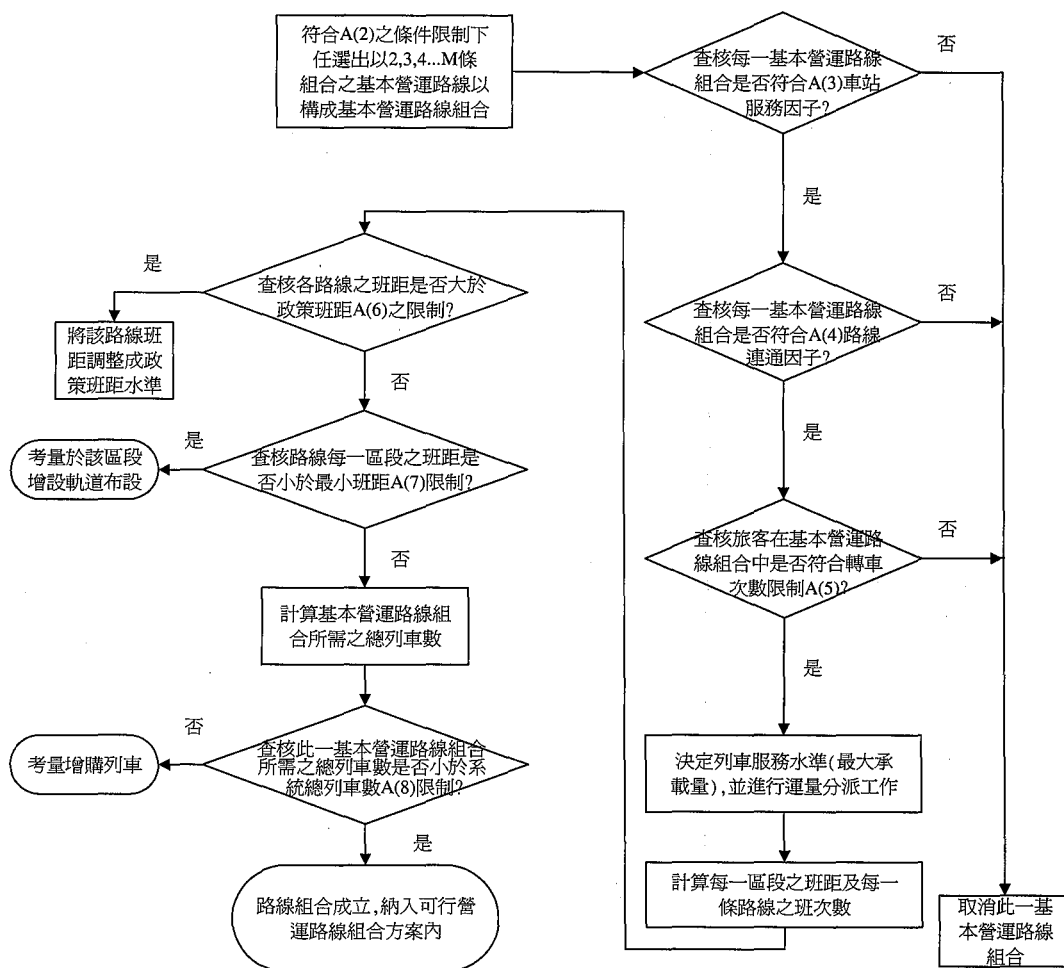 符合A(2)之條件限制下
任選出以2,3,4...M條
組合之基本營運路線以
構成基本營運路線組合
查核每一基本營運路線
組合是否符合A(3)車站
服務因子?
否
是
查核每一基本營運路線
組合是否符合A(4)路線
連通因子?
否
是
查核旅客在基本營運路
線組合中是否符合轉車
次數限制A(5)?
否
是
決定列車服務水準(最大承
載量),並進行運量分派工作
計算每一區段之班距及每一
條路線之班次數
取消此一基
本營運路線
組合
查核各路線之班距是否大於
政策班距A(6)之限制?
是
將該路線班
距調整成政
策班距水準
否
查核路線每一區段之班距是
否小於最小班距A(7)限制?
是
考量於該區段
增設軌道布設
否
計算基本營運路線組
合所需之總列車數
查核此一基本營運路線組合
所需之總列車數是否小於系
統總列車數A(8)限制?
否
考量增購列車
是
路線組合成立,納入可行營
運路線組合方案內